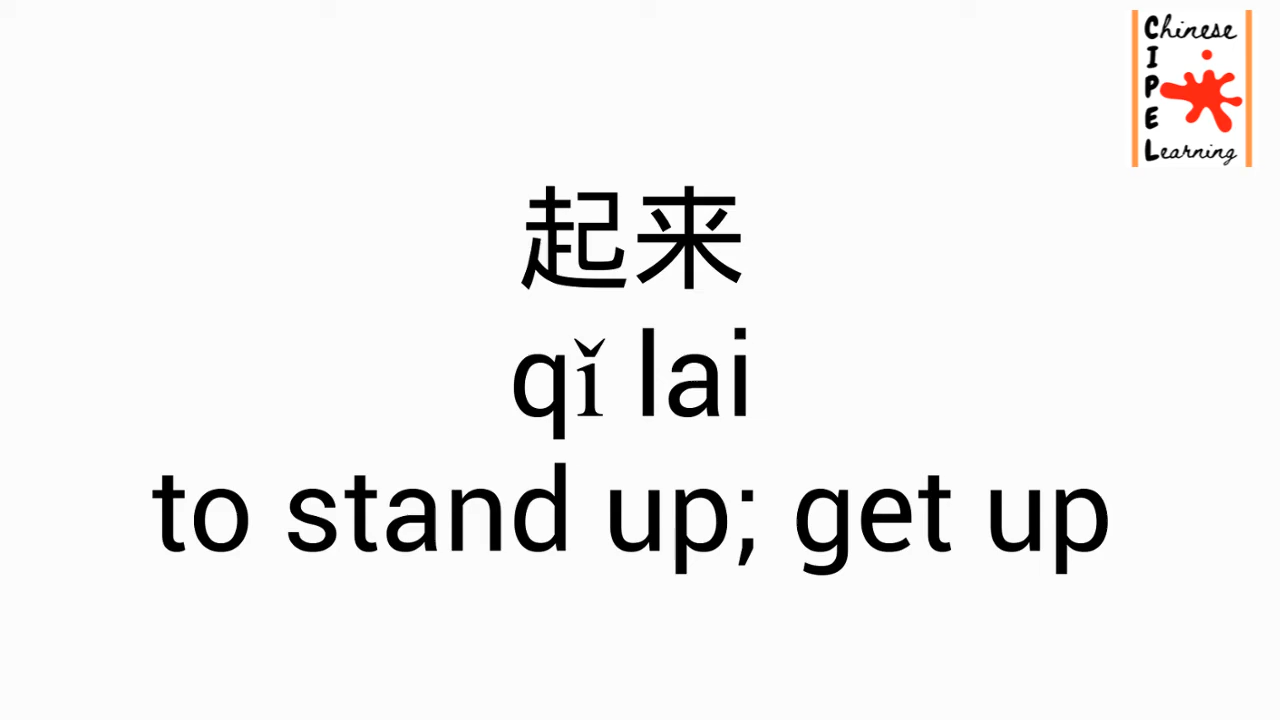 Chinese
I
P
E
Learning
起来
qǐ lai
to stand up; get up